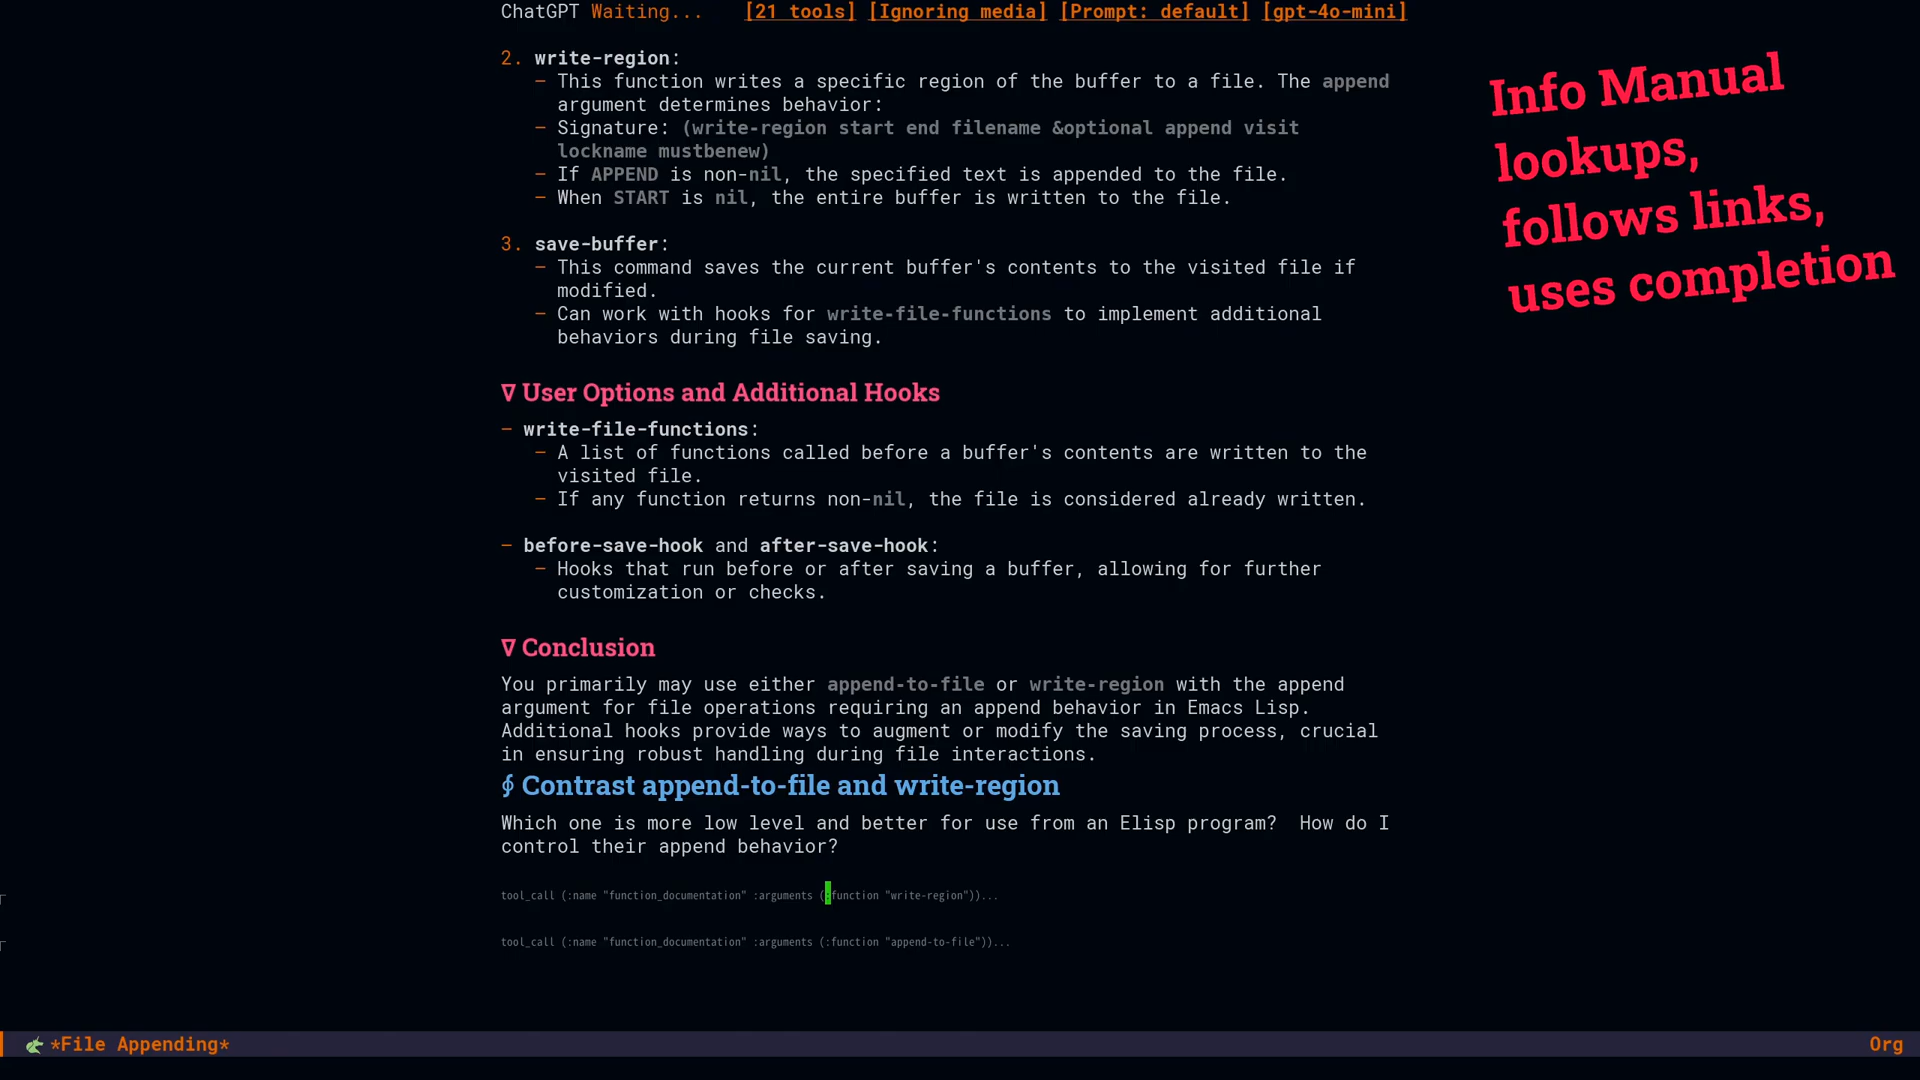 ChatGPT Waiting... [21 tools] [Ignoring media] [Prompt: default] [gpt-4o-mini]
2. write-region:
– This function writes a specific region of the buffer to a file. The append
argument determines behavior:
– Signature: (write-region start end filename &optional append visit
lockname mustbenew)
– If APPEND is non-nil, the specified text is appended to the file.
– When START is nil, the entire buffer is written to the file.
3. save-buffer:
– This command saves the current buffer's contents to the visited file if
modified.
– Can work with hooks for write-file-functions to implement additional
behaviors during file saving.
∇ User Options and Additional Hooks
– write-file-functions:
– A list of functions called before a buffer's contents are written to the
visited file.
– If any function returns non-nil, the file is considered already written.
– before-save-hook and after-save-hook:
– Hooks that run before or after saving a buffer, allowing for further
customization or checks.
∇ Conclusion
You primarily may use either append-to-file or write-region with the append
argument for file operations requiring an append behavior in Emacs Lisp.
Additional hooks provide ways to augment or modify the saving process, crucial
in ensuring robust handling during file interactions.
∮ Contrast append-to-file and write-region
Which one is more low level and better for use from an Elisp program?  How do I
control their append behavior?
tool_call (:name "function_documentation" :arguments (:function "write-region"))...
tool_call (:name "function_documentation" :arguments (:function "append-to-file"))...
*File Appending* Org
Info Manual
lookups,
follows links,
uses completion